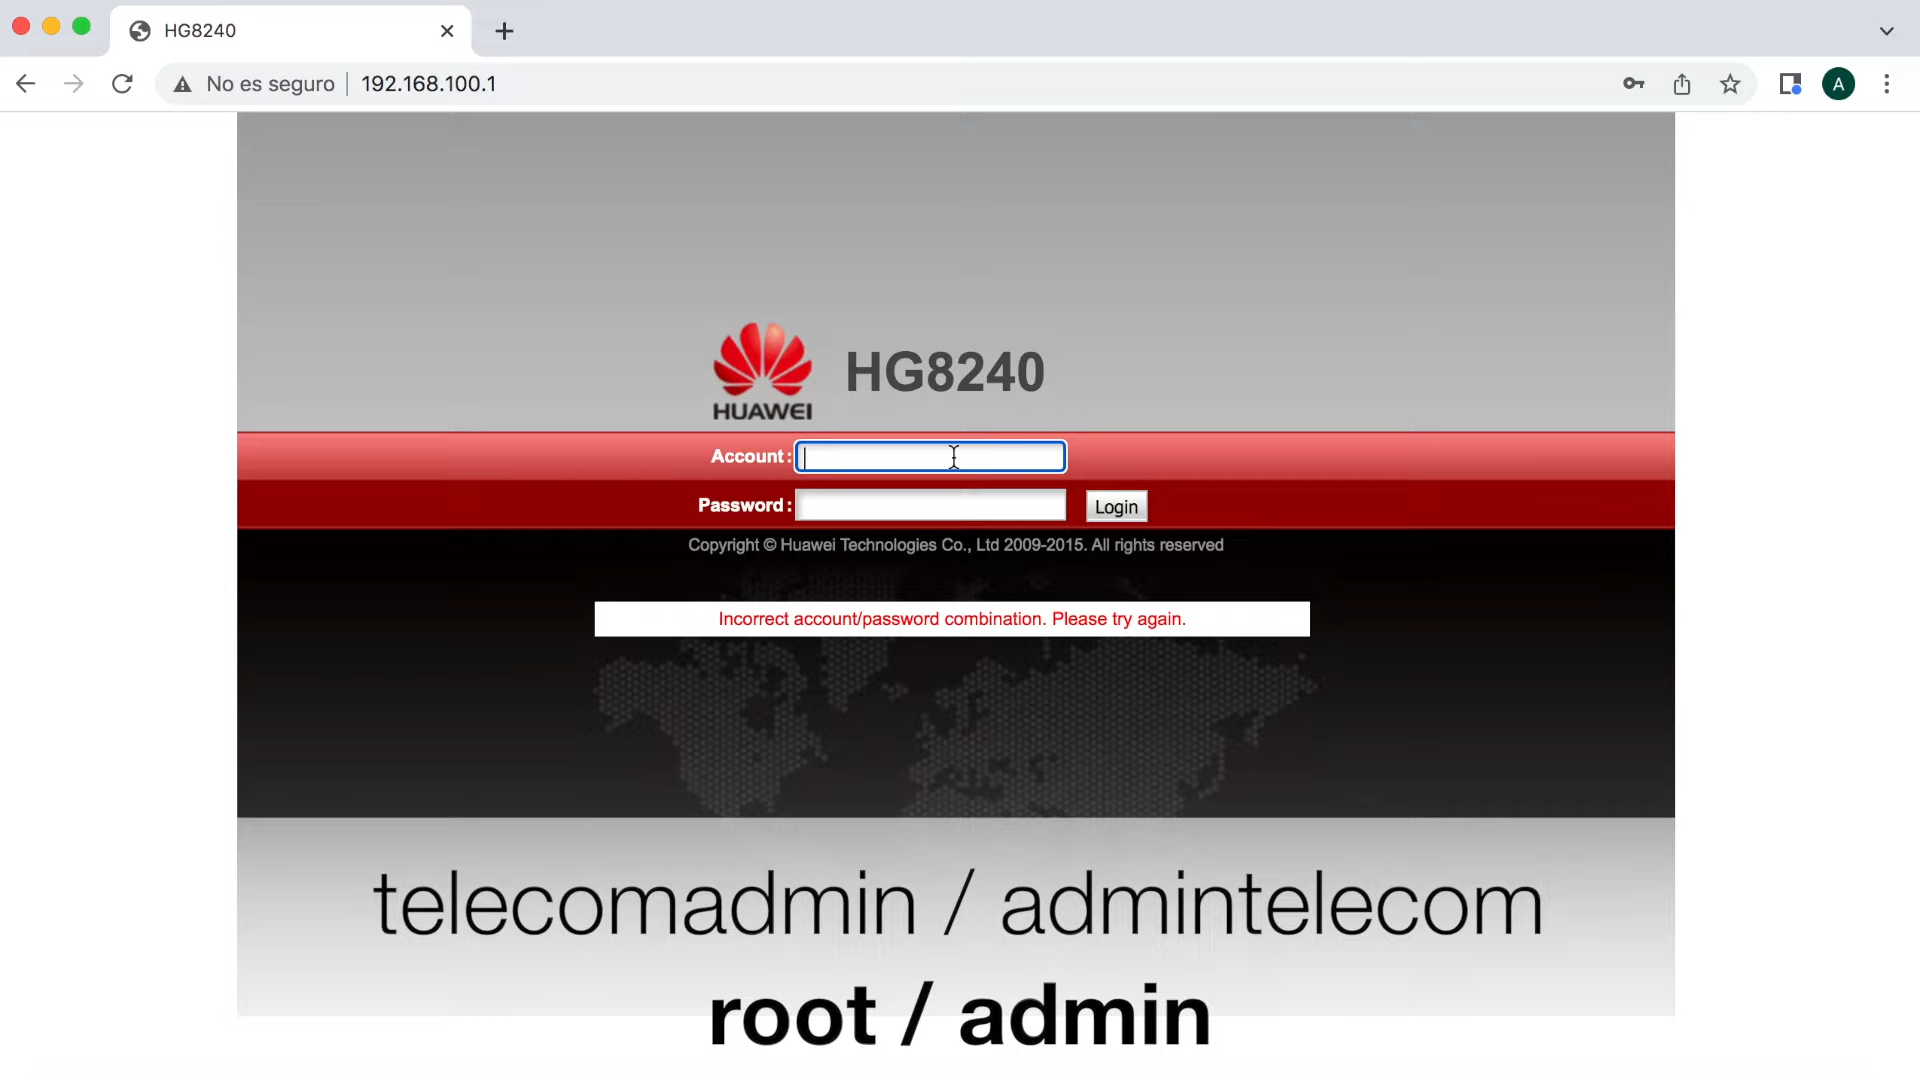 HG8240
No es seguro
192.168.100.1
A
HUAWEI
HG8240
Account :
Password :
Login
Copyright © Huawei Technologies Co., Ltd 2009-2015. All rights reserved
Incorrect account/password combination. Please try again.
telecomadmin / admintelecom
root / admin